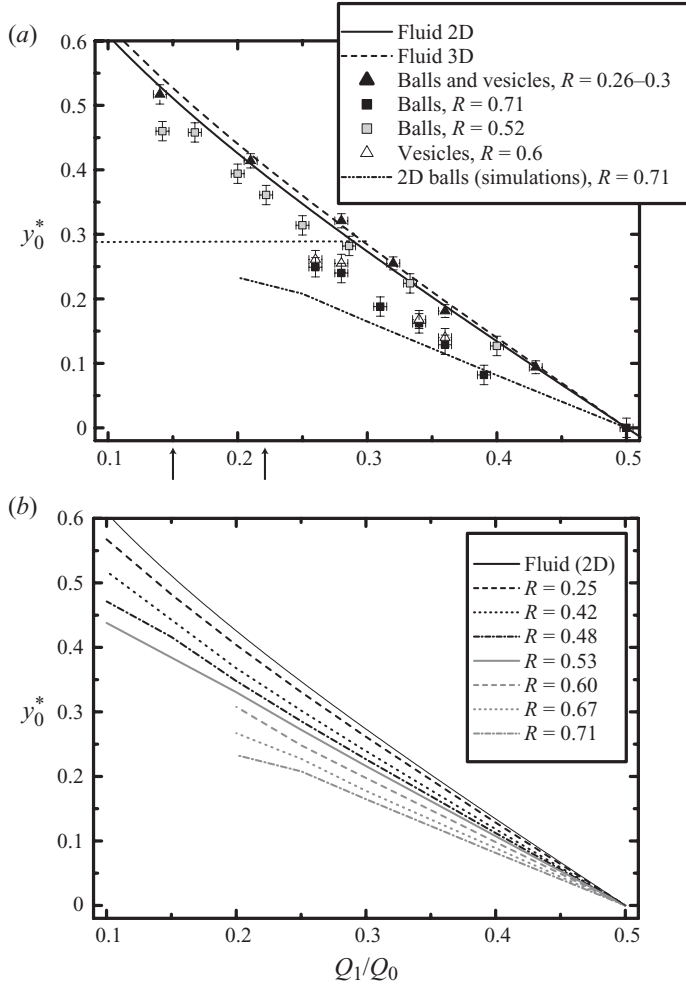 (a)
0.6
0.5
0.4
0.3
0.2
0.1
0
y0*
0.1
0.2
0.3
0.4
0.5
Fluid 2D
Fluid 3D
Balls and vesicles, R = 0.26–0.3
Balls, R = 0.71
Balls, R = 0.52
Vesicles, R = 0.6
2D balls (simulations), R = 0.71
(b)
0.6
0.5
0.4
0.3
0.2
0.1
0
y0*
0.1
0.2
0.3
0.4
0.5
Q1/Q0
Fluid (2D)
R = 0.25
R = 0.42
R = 0.48
R = 0.53
R = 0.60
R = 0.67
R = 0.71